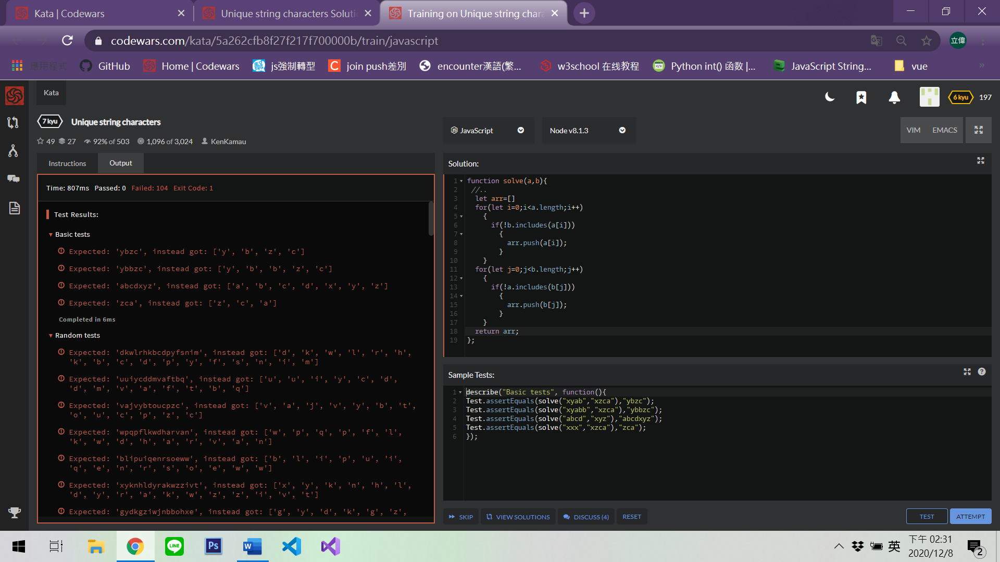 Kata | Codewars
Unique string characters Soluti
Training on Unique string char
codewars.com/kata/5a262cfb8f27f217f700000b/train/javascript
立偉
應用程式
GitHub
Home | Codewars
js強制轉型
join push差別
encounter漢語(繁...
w3school 在线教程
Python int() 函数 |...
JavaScript String...
vue
»
Kata
6 kyu
197
7 kyu
Unique string characters
49
27
92% of 503
1,096 of 3,024
KenKamau
JavaScript
Node v8.1.3
VIM
EMACS
Instructions
Output
Time: 807ms Passed: 0 Failed: 104 Exit Code: 1
Test Results:
Basic tests
Expected: 'ybzc', instead got: ['y', 'b', 'z', 'c']
Expected: 'ybbzc', instead got: ['y', 'b', 'b', 'z', 'c']
Expected: 'abcdxyz', instead got: ['a', 'b', 'c', 'd', 'x', 'y', 'z']
Expected: 'zca', instead got: ['z', 'c', 'a']
Completed in 6ms
Random tests
Expected: 'dkwlrhkbcdpyfsnim', instead got: ['d', 'k', 'w', 'l', 'r', 'h',
'k', 'b', 'c', 'd', 'p', 'y', 'f', 's', 'n', 'i', 'm']
Expected: 'uuiycddmvaftbq', instead got: ['u', 'u', 'i', 'y', 'c', 'd',
'd', 'm', 'v', 'a', 'f', 't', 'b', 'q']
Expected: 'vajvybtoucpzc', instead got: ['v', 'a', 'j', 'v', 'y', 'b', 't',
'o', 'u', 'c', 'p', 'z', 'c']
Expected: 'wpqpflkwdharvan', instead got: ['w', 'p', 'q', 'p', 'f', 'l',
'k', 'w', 'd', 'h', 'a', 'r', 'v', 'a', 'n']
Expected: 'blipuiqenrsoeww', instead got: ['b', 'l', 'i', 'p', 'u', 'i',
'q', 'e', 'n', 'r', 's', 'o', 'e', 'w', 'w']
Expected: 'xyknhldyrakwzzivt', instead got: ['x', 'y', 'k', 'n', 'h', 'l',
'd', 'y', 'r', 'a', 'k', 'w', 'z', 'z', 'i', 'v', 't']
Expected: 'gydkgziwjnbbohxe', instead got: ['g', 'y', 'd', 'k', 'g', 'z',
Solution:
1 function solve(a,b){
2 //..
3 let arr=[]
4 for(let i=0;i<a.length;i++)
5 {
6 if(!b.includes(a[i]))
7 {
8 arr.push(a[i]);
9 }
10 }
11 for(let j=0;j<b.length;j++)
12 {
13 if(!a.includes(b[j]))
14 {
15 arr.push(b[j]);
16 }
17 }
18 return arr;
19 };
Sample Tests:
1 describe("Basic tests", function(){
2 Test.assertEquals(solve("xyab","xzca"),"ybzc");
3 Test.assertEquals(solve("xyabb","xzca"),"ybbzc");
4 Test.assertEquals(solve("abcd","xyz"),"abcdxyz");
5 Test.assertEquals(solve("xxx","xzca"),"zca");
6 });
SKIP
VIEW SOLUTIONS
DISCUSS (4)
RESET
TEST
ATTEMPT
LINE
Ps
W
英
下午 02:31
2020/12/8
2